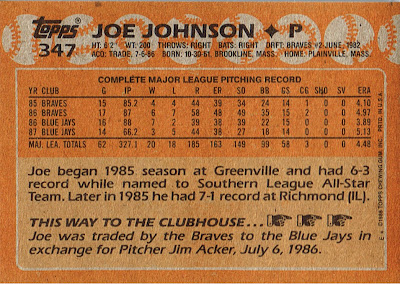 Topps
347
JOE JOHNSON ✦ P
HT: 6'2" WT: 200 THROWS: RIGHT BATS: RIGHT DRFT: BRAVES #2-JUNE, 1982
ACQ: TRADE, 7-6-86 BORN: 10-30-61, BROOKLINE, MASS. HOME: PLAINVILLE, MASS.
COMPLETE MAJOR LEAGUE PITCHING RECORD
YR CLUB G IP W L R ER SO BB GS CG SHO SV ERA
85 BRAVES 15 85.2 4 4 44 39 34 24 14 1 0 0 4.10
86 BRAVES 17 87 6 7 58 48 49 35 15 2 0 0 4.97
86 BLUE JAYS 16 88 7 2 39 38 39 22 15 0 0 0 3.89
87 BLUE JAYS 14 66.2 3 5 44 38 27 18 14 0 0 0 5.13
MAJ. LEA. TOTALS 62 327.1 20 18 185 163 149 99 58 3 0 0 4.48
Joe began 1985 season at Greenville and had 6-3
record while named to Southern League All-Star
Team. Later in 1985 he had 7-1 record at Richmond (IL).
THIS WAY TO THE CLUBHOUSE . . .
Joe was traded by the Braves to the Blue Jays in
exchange for Pitcher Jim Acker, July 6, 1986.
© 1988 TOPPS CHEWING GUM, INC. PRTD. IN U.S.A.